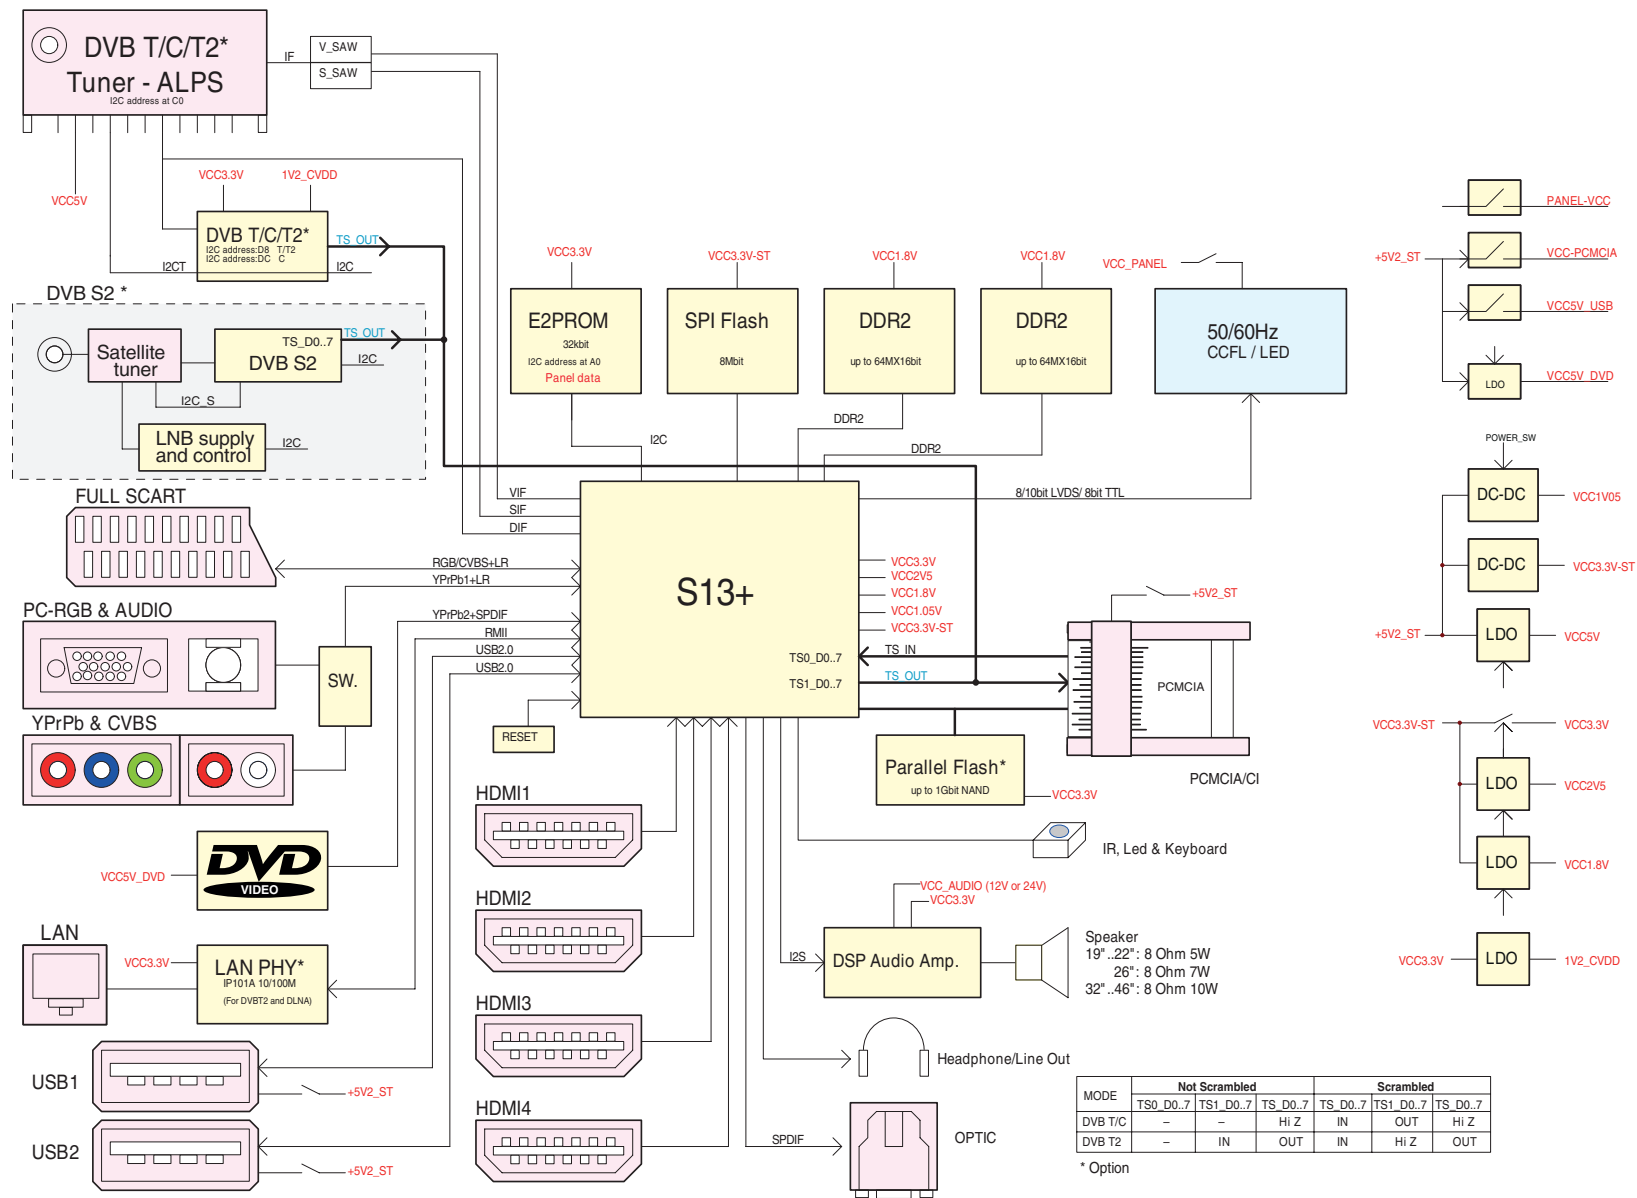 DVB T/C/T2*
Tuner - ALPS
I2C address at C0
IF
V_SAW
S_SAW
VCC5V
VCC3.3V
1V2_CVDD
DVB T/C/T2*
I2C address:D8 T/T2
I2C address:DC C
TS_OUT
I2CT
I2C
DVB S2 *
Satellite
tuner
TS_D0..7
DVB S2
TS_OUT
I2C
I2C_S
LNB supply
and control
I2C
VCC3.3V
E2PROM
32kbit
I2C address at A0
Panel data
I2C
VCC3.3V-ST
SPI Flash
8Mbit
VCC1.8V
DDR2
up to 64MX16bit
DDR2
VCC1.8V
DDR2
up to 64MX16bit
DDR2
VCC_PANEL
50/60Hz
CCFL / LED
8/10bit LVDS/ 8bit TTL
PANEL-VCC
+5V2_ST
VCC-PCMCIA
VCC5V_USB
LDO
VCC5V_DVD
POWER_SW
DC-DC
VCC1V05
DC-DC
VCC3.3V-ST
+5V2_ST
LDO
VCC5V
VCC3.3V-ST
VCC3.3V
LDO
VCC2V5
LDO
VCC1.8V
VCC3.3V
LDO
1V2_CVDD
FULL SCART
VIF
SIF
DIF
RGB/CVBS+LR
YPrPb1+LR
YPrPb2+SPDIF
RMII
USB2.0
USB2.0
S13+
TS0_D0..7
TS1_D0..7
VCC3.3V
VCC2V5
VCC1.8V
VCC1.05V
VCC3.3V-ST
TS_IN
TS_OUT
+5V2_ST
PCMCIA
PCMCIA/CI
PC-RGB & AUDIO
SW.
YPrPb & CVBS
RESET
Parallel Flash*
up to 1Gbit NAND
VCC3.3V
IR, Led & Keyboard
VCC5V_DVD
DVD
VIDEO
LAN
VCC3.3V
LAN PHY*
IP101A 10/100M
(For DVBT2 and DLNA)
USB1
+5V2_ST
USB2
+5V2_ST
HDMI1
HDMI2
HDMI3
HDMI4
VCC_AUDIO (12V or 24V)
VCC3.3V
I2S
DSP Audio Amp.
Speaker
19"..22": 8 Ohm 5W
26": 8 Ohm 7W
32"..46": 8 Ohm 10W
Headphone/Line Out
SPDIF
OPTIC
MODE Not Scrambled Scrambled
TS0_D0..7 TS1_D0..7 TS_D0..7 TS_D0..7 TS1_D0..7 TS_D0..7
DVB T/C – – Hi Z IN OUT Hi Z
DVB T2 – IN OUT IN Hi Z OUT
* Option